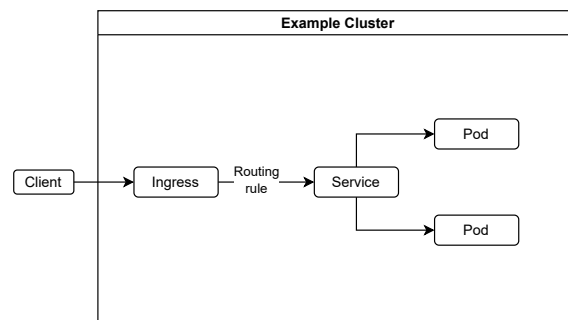 Example Cluster
Pod
Client
Ingress
Routing
rule
Service
Pod